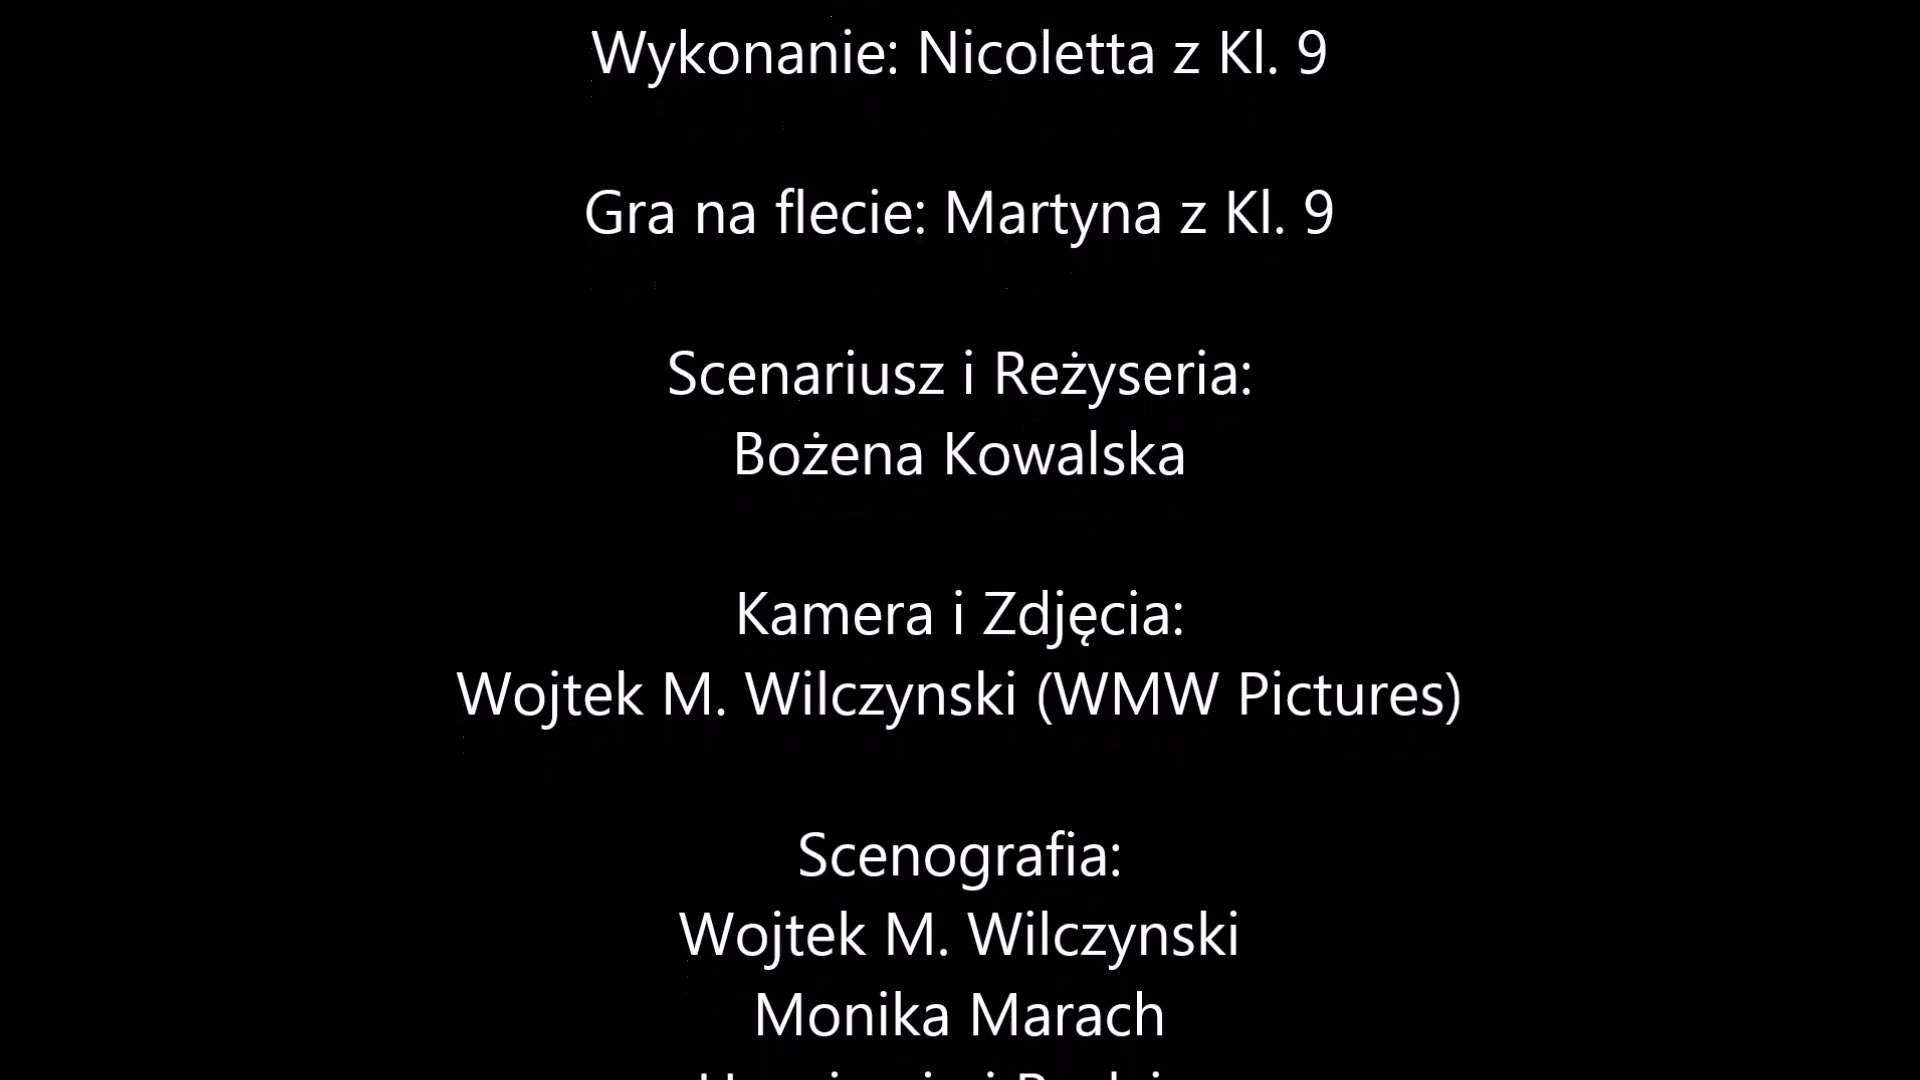 Wykonanie: Nicoletta z Kl. 9
Gra na flecie: Martyna z Kl. 9
Scenariusz i Reżyseria:
Bożena Kowalska
Kamera i Zdjęcia:
Wojtek M. Wilczynski (WMW Pictures)
Scenografia:
Wojtek M. Wilczynski
Monika Marach